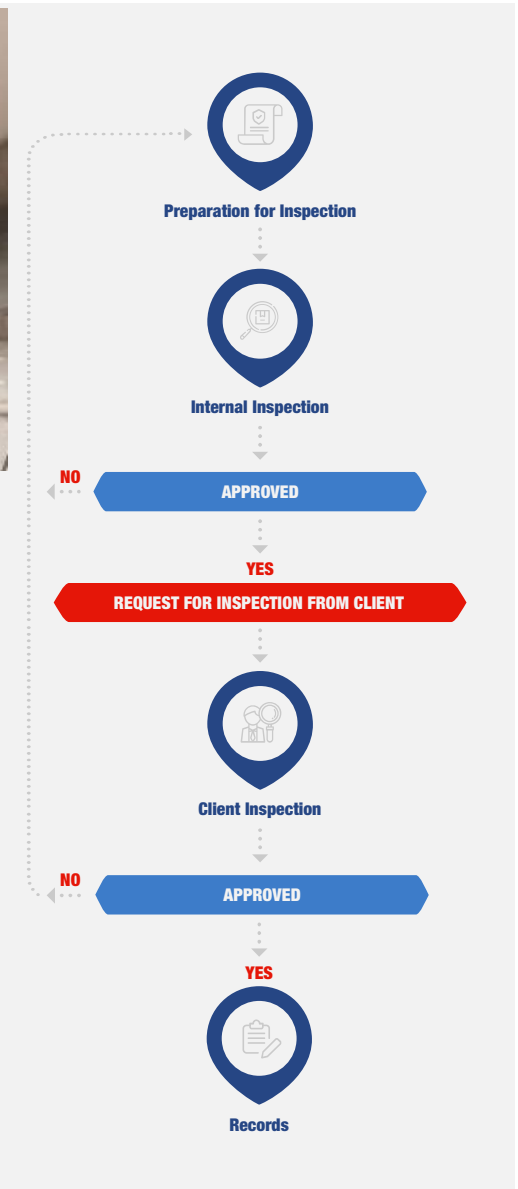 Preparation for Inspection
Internal Inspection
NO
APPROVED
YES
REQUEST FOR INSPECTION FROM CLIENT
Client Inspection
NO
APPROVED
YES
Records